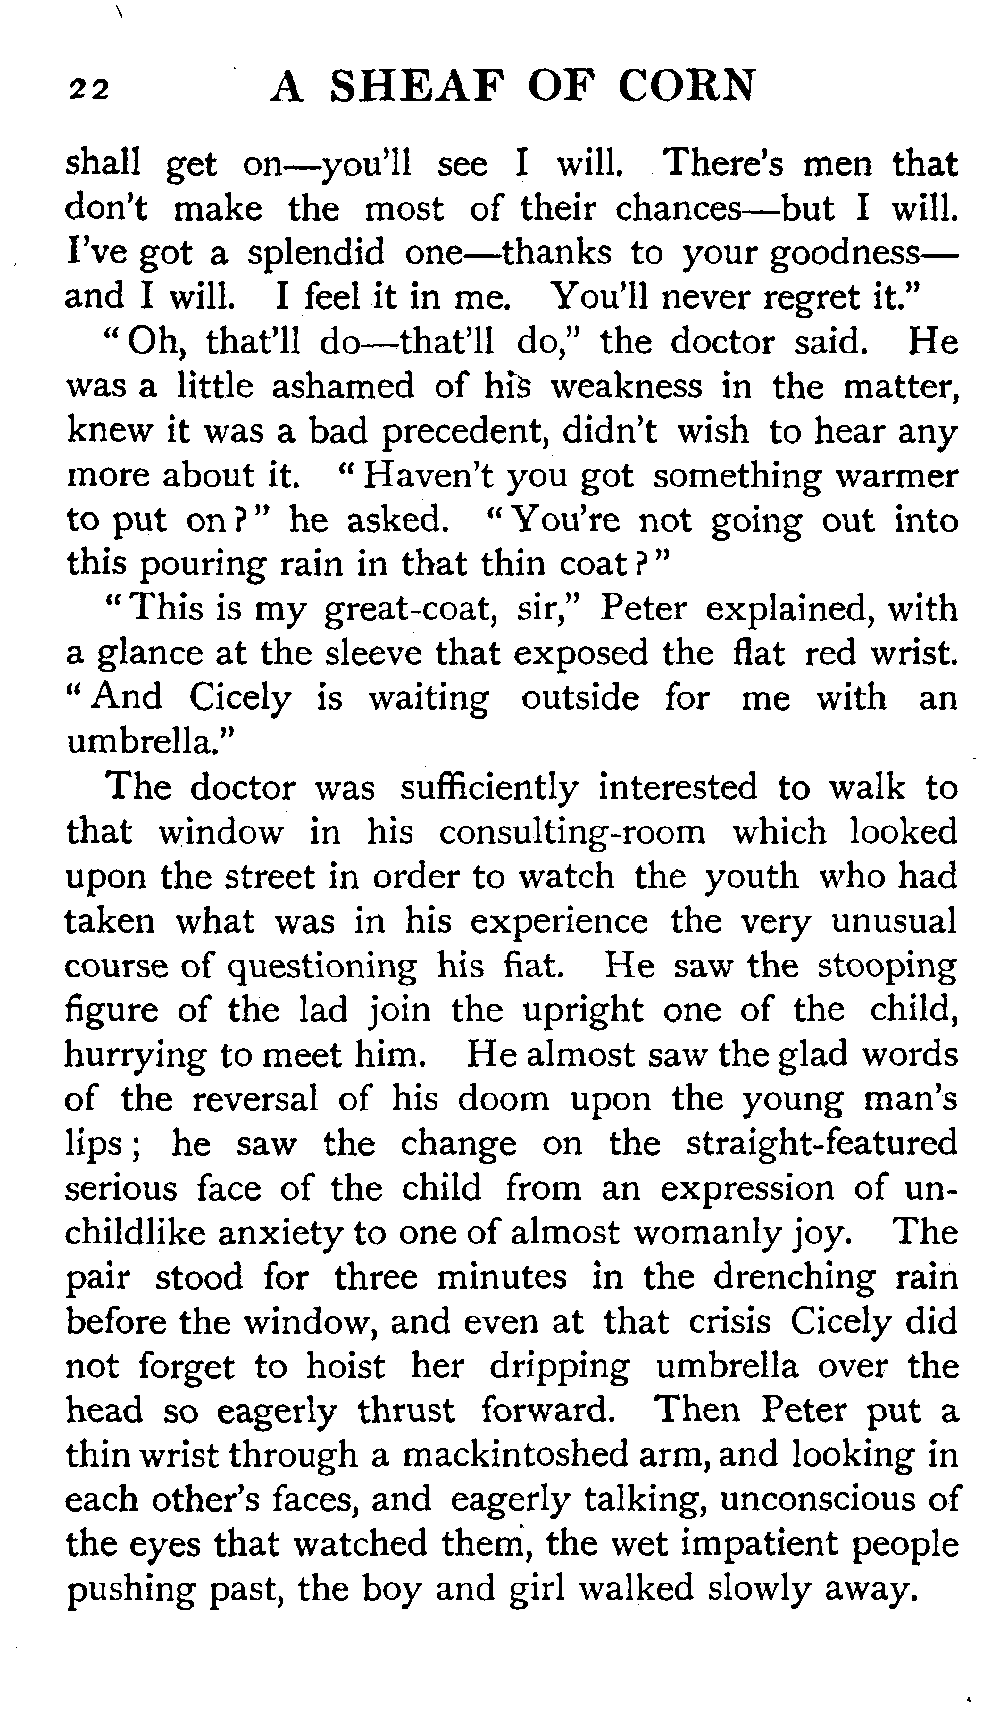 22 A SHEAF OF CORN
shall get on—you'll see I will. There's men that
don't make the most of their chances—but I will.
I've got a splendid one—thanks to your goodness—
and I will. I feel it in me. You'll never regret it."
"Oh, that'll do—that'll do," the doctor said. He
was a little ashamed of his weakness in the matter,
knew it was a bad precedent, didn't wish to hear any
more about it. "Haven't you got something warmer
to put on?" he asked. "You're not going out into
this pouring rain in that thin coat?"
"This is my great-coat, sir," Peter explained, with
a glance at the sleeve that exposed the flat red wrist.
"And Cicely is waiting outside for me with an
umbrella."
The doctor was sufficiently interested to walk to
that window in his consulting-room which looked
upon the street in order to watch the youth who had
taken what was in his experience the very unusual
course of questioning his fiat. He saw the stooping
figure of the lad join the upright one of the child,
hurrying to meet him. He almost saw the glad words
of the reversal of his doom upon the young man's
lips; he saw the change on the straight-featured
serious face of the child from an expression of un-
childlike anxiety to one of almost womanly joy. The
pair stood for three minutes in the drenching rain
before the window, and even at that crisis Cicely did
not forget to hoist her dripping umbrella over the
head so eagerly thrust forward. Then Peter put a
thin wrist through a mackintoshed arm, and looking in
each other's faces, and eagerly talking, unconscious of
the eyes that watched them, the wet impatient people
pushing past, the boy and girl walked slowly away.